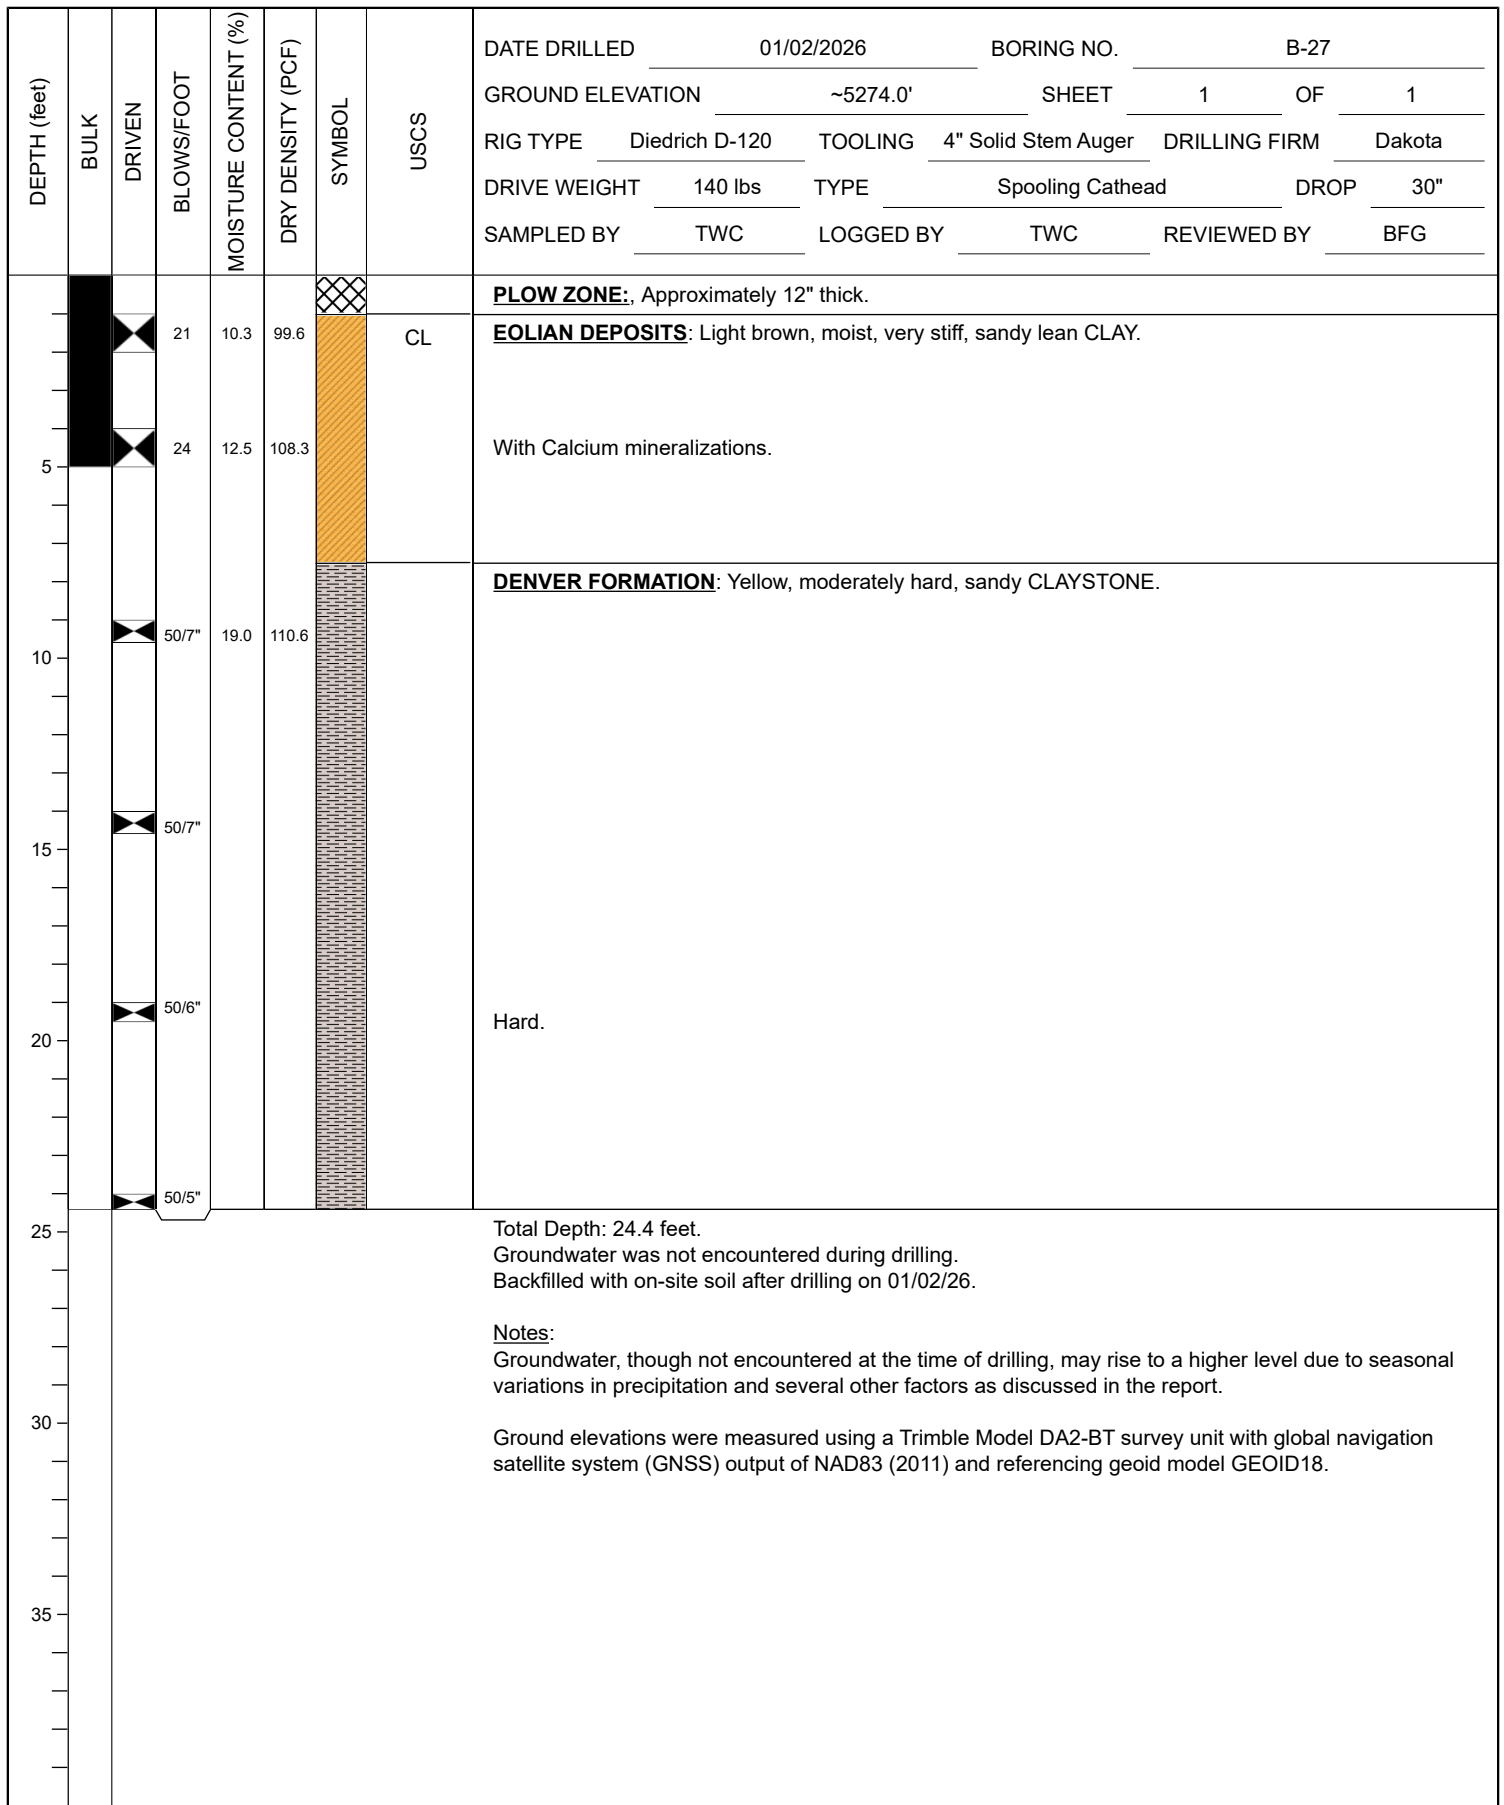 DEPTH (feet)
BULK
DRIVEN
BLOWS/FOOT
MOISTURE CONTENT (%)
DRY DENSITY (PCF)
SYMBOL
USCS
DATE DRILLED 01/02/2026 BORING NO. B-27
GROUND ELEVATION ~5274.0' SHEET 1 OF 1
RIG TYPE Diedrich D-120 TOOLING 4" Solid Stem Auger DRILLING FIRM Dakota
DRIVE WEIGHT 140 lbs TYPE Spooling Cathead DROP 30"
SAMPLED BY TWC LOGGED BY TWC REVIEWED BY BFG
PLOW ZONE:, Approximately 12" thick.
21 10.3 99.6 CL EOLIAN DEPOSITS: Light brown, moist, very stiff, sandy lean CLAY.
24 12.5 108.3 With Calcium mineralizations.
5
DENVER FORMATION: Yellow, moderately hard, sandy CLAYSTONE.
50/7" 19.0 110.6
10
50/7"
15
50/6"
Hard.
20
50/5"
Total Depth: 24.4 feet.
25
Groundwater was not encountered during drilling.
Backfilled with on-site soil after drilling on 01/02/26.
Notes:
Groundwater, though not encountered at the time of drilling, may rise to a higher level due to seasonal
variations in precipitation and several other factors as discussed in the report.
30
Ground elevations were measured using a Trimble Model DA2-BT survey unit with global navigation
satellite system (GNSS) output of NAD83 (2011) and referencing geoid model GEOID18.
35